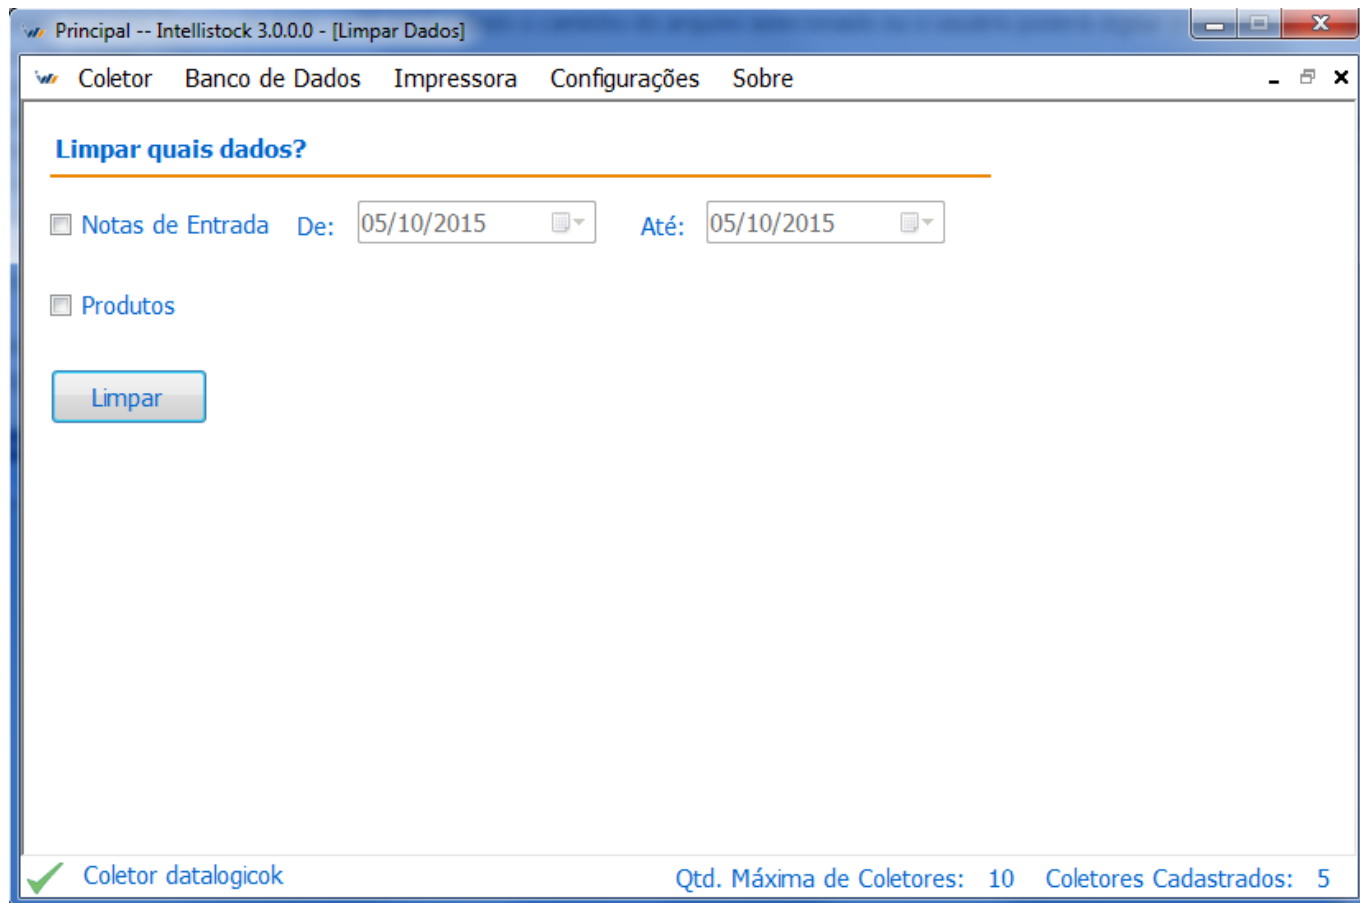 Principal -- Intellistock 3.0.0.0 - [Limpar Dados]
Coletor Banco de Dados Impressora Configurações Sobre
Limpar quais dados?
Notas de Entrada De: 05/10/2015 Até: 05/10/2015
Produtos
Limpar
Coletor datalogicok Qtd. Máxima de Coletores: 10 Coletores Cadastrados: 5